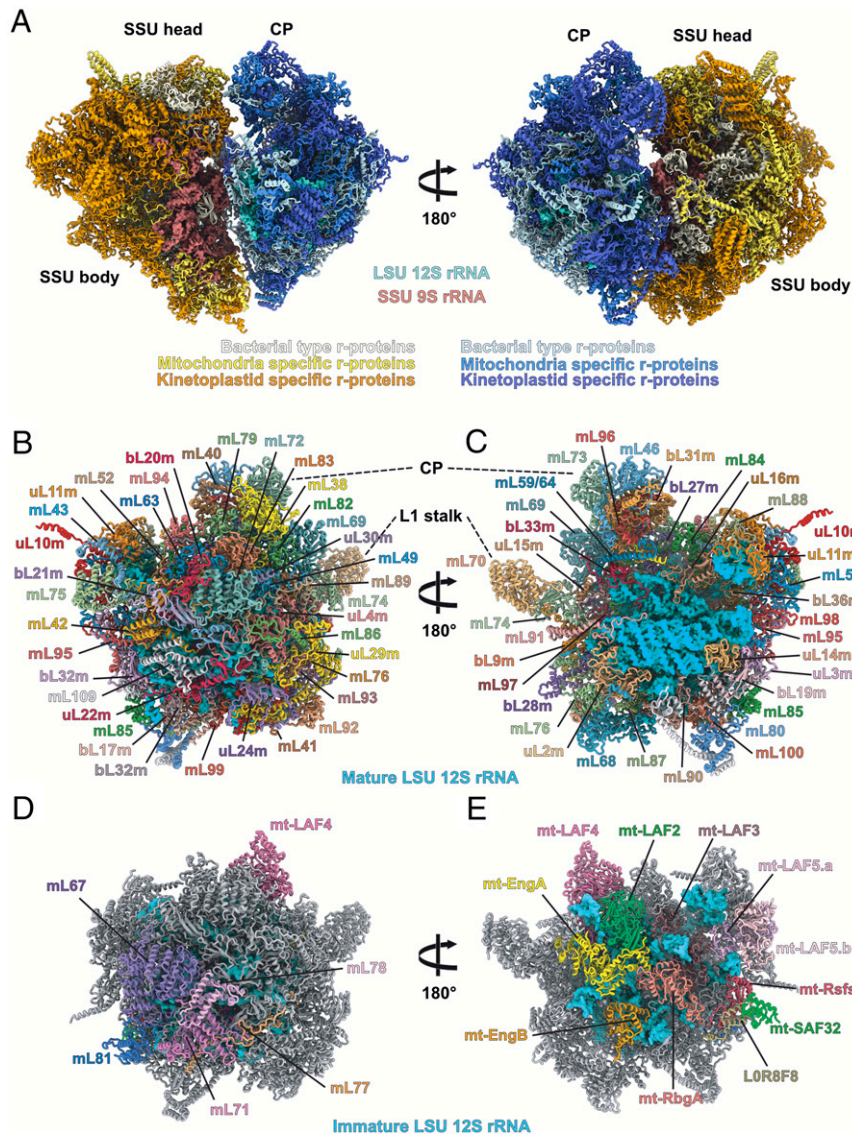 A
SSU head
CP
CP
SSU head
180°
SSU body
SSU body
LSU 12S rRNA
SSU 9S rRNA
Bacterial type r-proteins
Mitochondria specific r-proteins
Kinetoplastid specific r-proteins
Bacterial type r-proteins
Mitochondria specific r-proteins
Kinetoplastid specific r-proteins
B
mL79
mL72
mL40
bL20m
mL83
mL52
mL94
mL38
uL11m
mL63
mL82
mL43
mL69
uL10m
uL30m
mL49
bL21m
mL89
mL75
mL74
mL42
uL4m
mL86
mL95
uL29m
bL32m
mL76
mL109
mL93
uL22m
mL92
mL85
mL41
bL17m
uL24m
bL32m
mL99
CP
L1 stalk
180°
C
mL96
mL73
mL46
bL31m
mL84
mL59/64
bL27m
uL16m
mL69
mL88
bL33m
uL10m
uL15m
uL11m
mL70
mL5
bL36m
mL74
mL98
mL91
mL95
bL9m
uL14m
mL97
uL3m
bL28m
bL19m
mL76
mL85
uL2m
mL80
mL68
mL87
mL100
mL90
Mature LSU 12S rRNA
D
mt-LAF4
mL67
mL78
mL81
mL77
mL71
180°
E
mt-LAF4
mt-LAF2
mt-LAF3
mt-EngA
mt-LAF5.a
mt-LAF5.b
mt-Rsfs
mt-SAF32
mt-EngB
L0R8F8
mt-RbgA
Immature LSU 12S rRNA